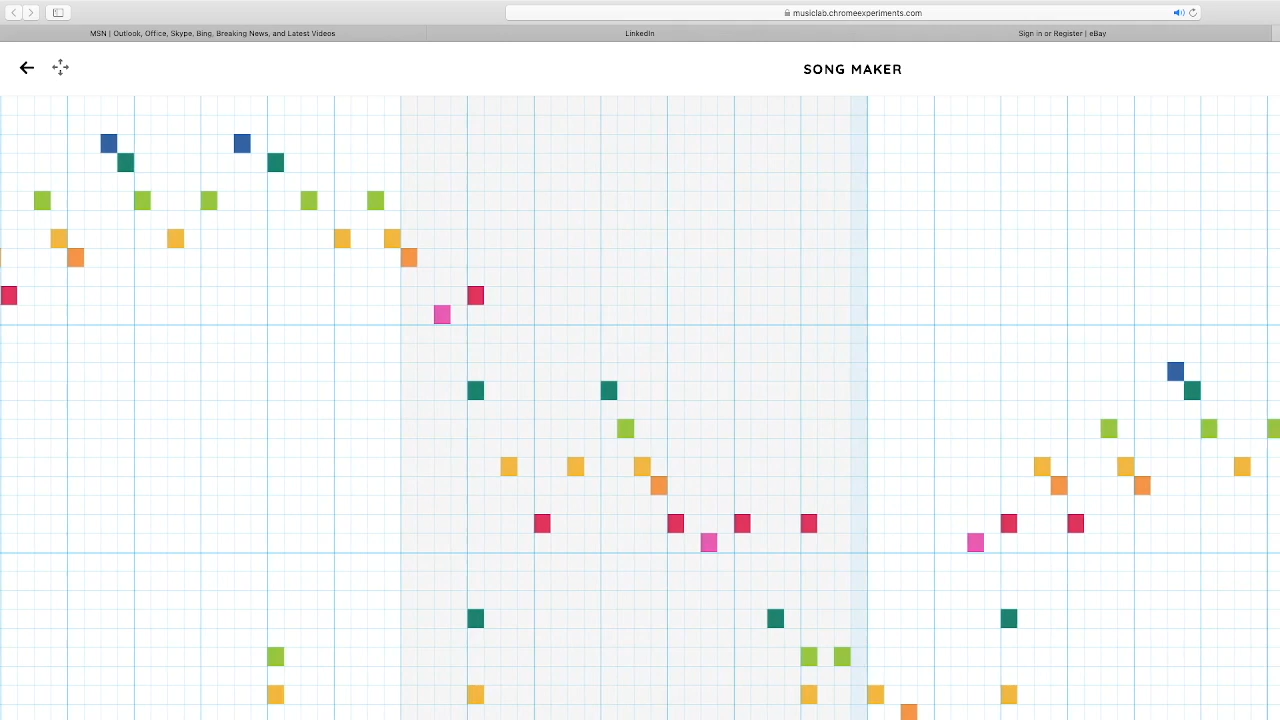 musiclab.chromeexperiments.com
MSN | Outlook, Office, Skype, Bing, Breaking News, and Latest Videos
LinkedIn
Sign in or Register | eBay
SONG MAKER